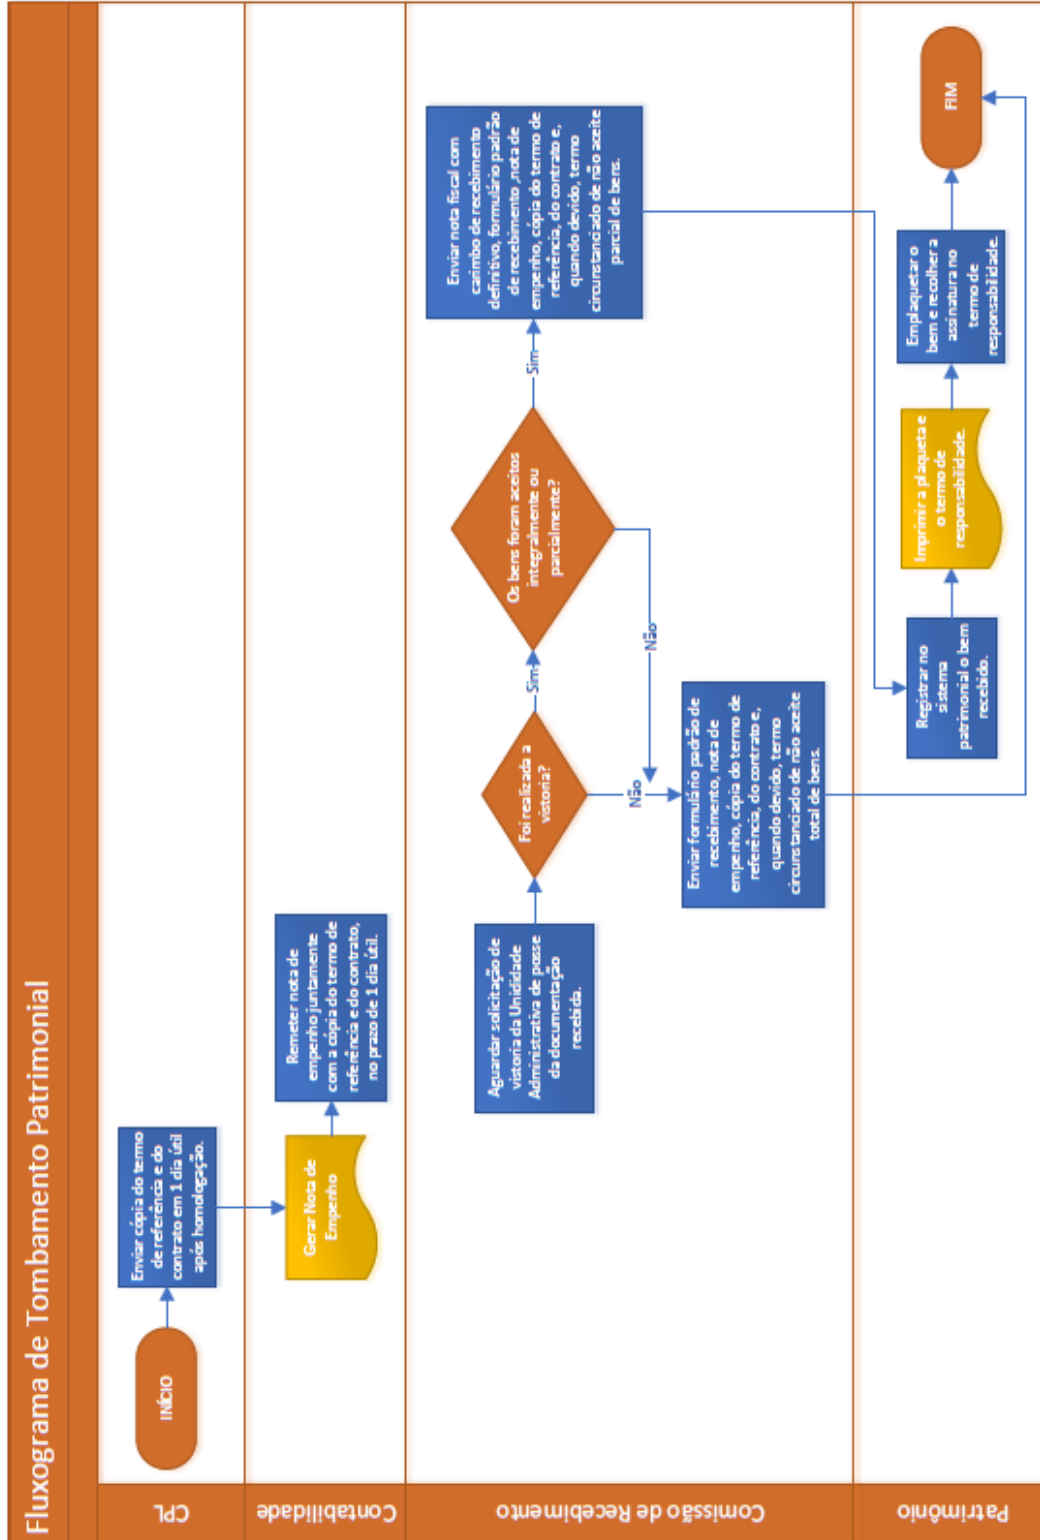 Fluxograma de Tombamento Patrimonial
CPL
INÍCIO
Enviar cópia do termo
de referência e do
contrato em 1 dia útil
após homologação.
Contabilidade
Gerar Nota de
Empenho
Remeter nota de
empenho juntamente
com a cópia do termo de
referência e do contrato,
no prazo de 1 dia útil.
Comissão de Recebimento
Aguardar solicitação de
vistoria da Unididade
Administrativa de posse
da documentação
recebida.
Foi realizada a
vistoria?
Sim
Não
Os bens foram aceitos
integralmente ou
parcialmente?
Sim
Não
Enviar nota fiscal com
carimbo de recebimento
definitivo, formulário padrão
de recebimento ,nota de
empenho, cópia do termo de
referência, do contrato e,
quando devido, termo
circunstanciado de não aceite
parcial de bens.
Enviar formulário padrão de
recebimento, nota de
empenho, cópia do termo de
referência, do contrato e,
quando devido, termo
circunstanciado de não aceite
total de bens.
Patrimônio
Registrar no
sistema
patrimonial o bem
recebido.
Imprimir a plaqueta e
o termo de
responsabilidade.
Emplaquetar o
bem e recolher a
assinatura no
termo de
responsabilidade.
FIM